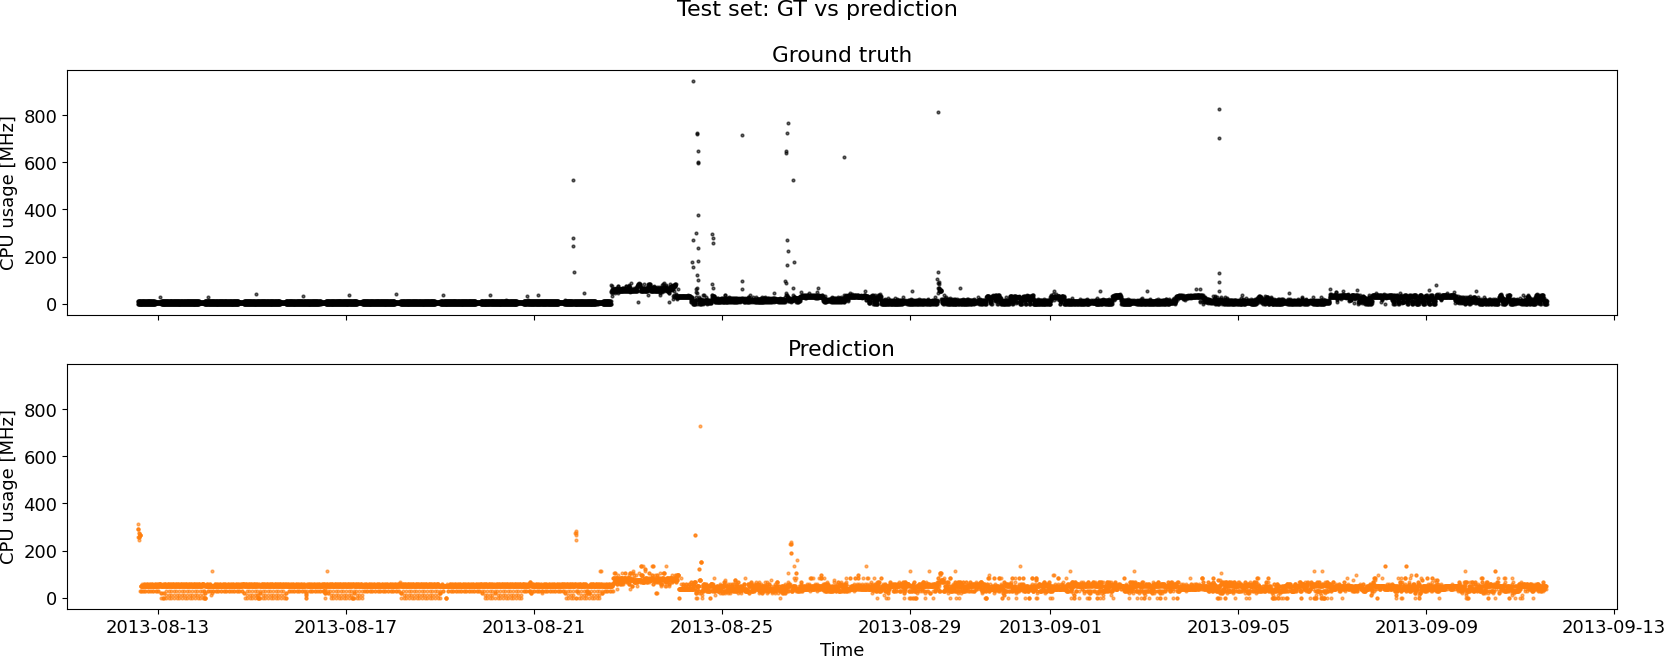 Test set: GT vs prediction
Ground truth
CPU usage [MHz]
800
600
400
200
0
Prediction
CPU usage [MHz]
800
600
400
200
0
2013-08-13 2013-08-17 2013-08-21 2013-08-25 2013-08-29 2013-09-01 2013-09-05 2013-09-09 2013-09-13
Time